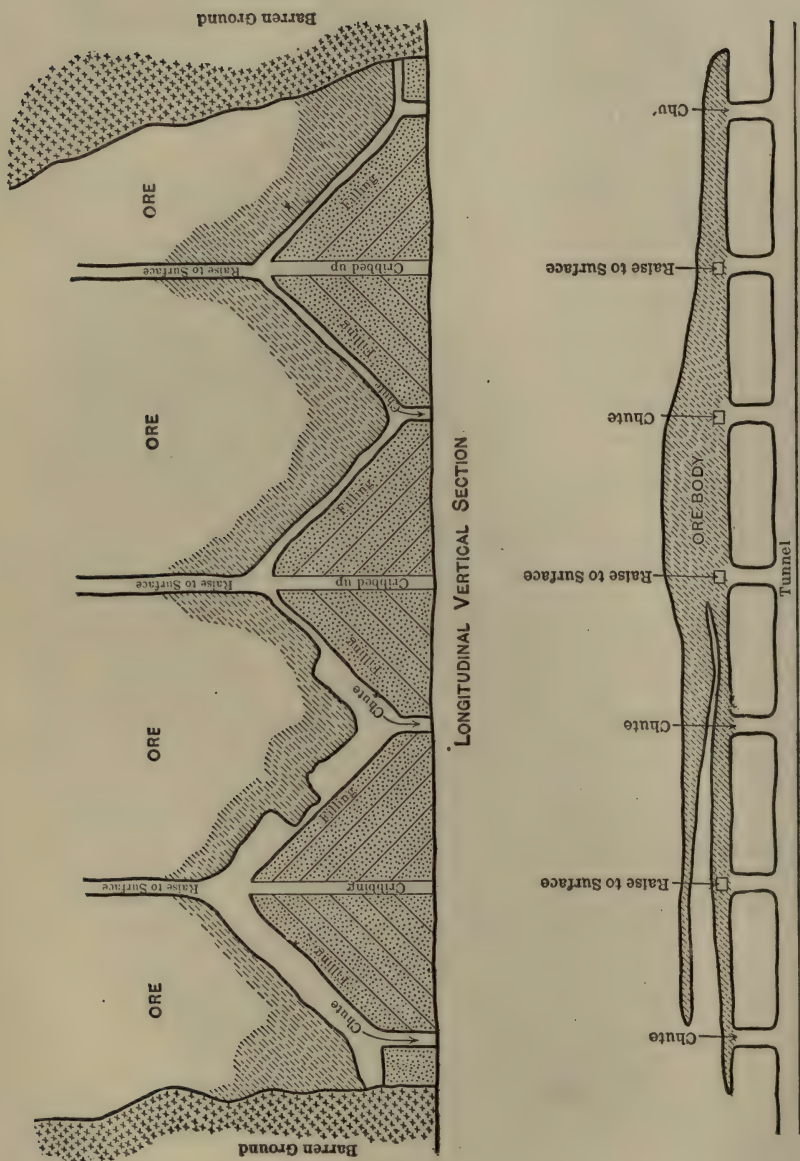 Barren Ground
Barren Ground
ORE
ORE
ORE
ORE
Raise to Surface
Raise to Surface
Raise to Surface
Chute
Filling
Cribbing
Filling
Chute
Filling
Cribbed up
Filling
Chute
Filling
Cribbed up
Filling
LONGITUDINAL VERTICAL SECTION
Chute
Raise to Surface
Chute
Raise to Surface
Chute
Raise to Surface
Chu'
ORE BODY
Tunnel